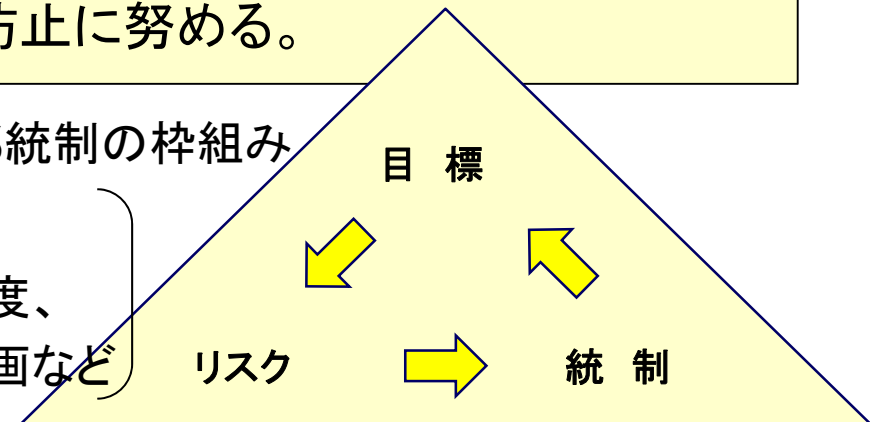 方止に努める。
統制の枠組み
目 標
度、
画など
リスク
統 制